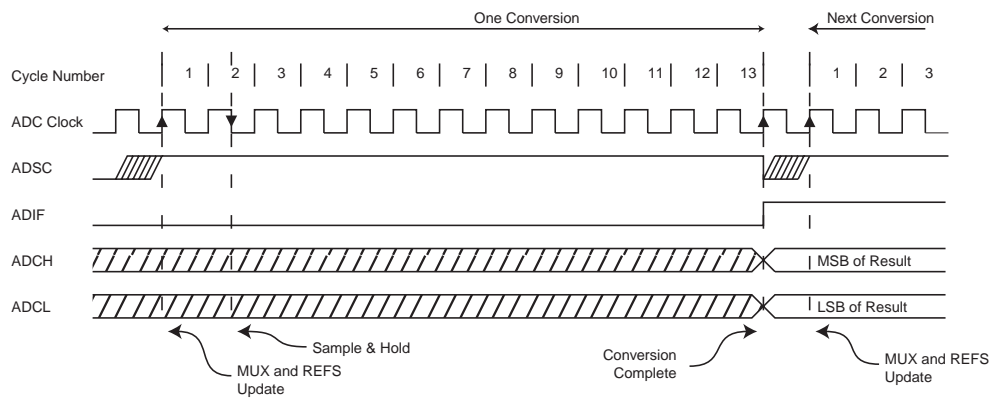 One Conversion
Next Conversion
Cycle Number
1 2 3 4 5 6 7 8 9 10 11 12 13 1 2 3
ADC Clock
ADSC
ADIF
ADCH
MSB of Result
ADCL
LSB of Result
Sample & Hold
MUX and REFS
Update
Conversion
Complete
MUX and REFS
Update